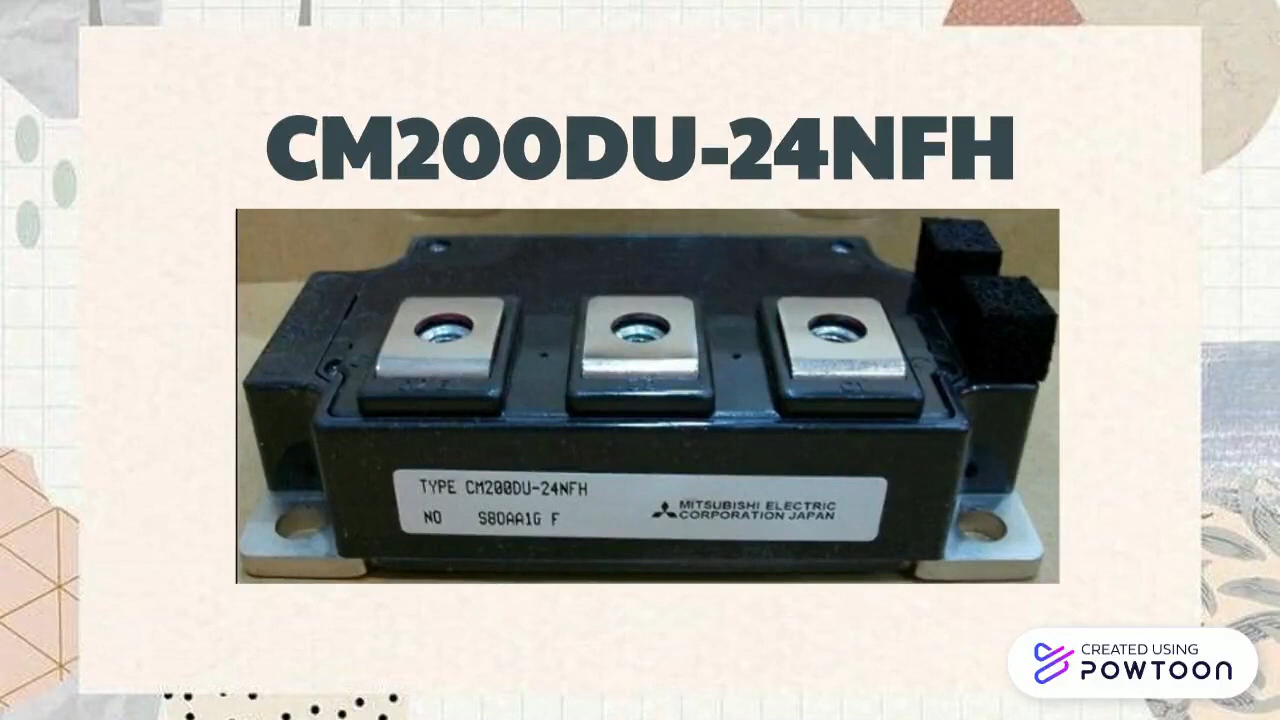 CM200DU-24NFH
TYPE CM200DU-24NFH
NO S80AA1G F
MITSUBISHI ELECTRIC
CORPORATION JAPAN
CREATED USING
POWTOON